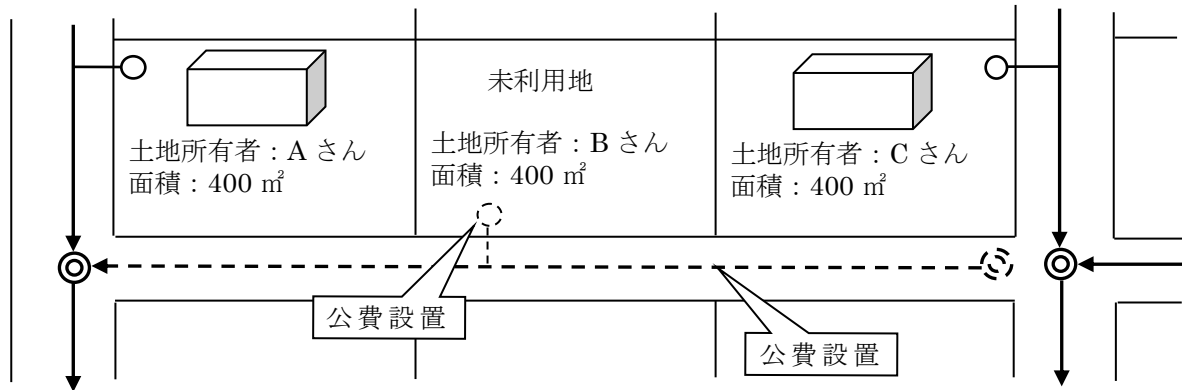 未利用地
土地所有者：A さん
面積：400 ㎡
土地所有者：B さん
面積：400 ㎡
土地所有者：C さん
面積：400 ㎡
公費設置
公費設置